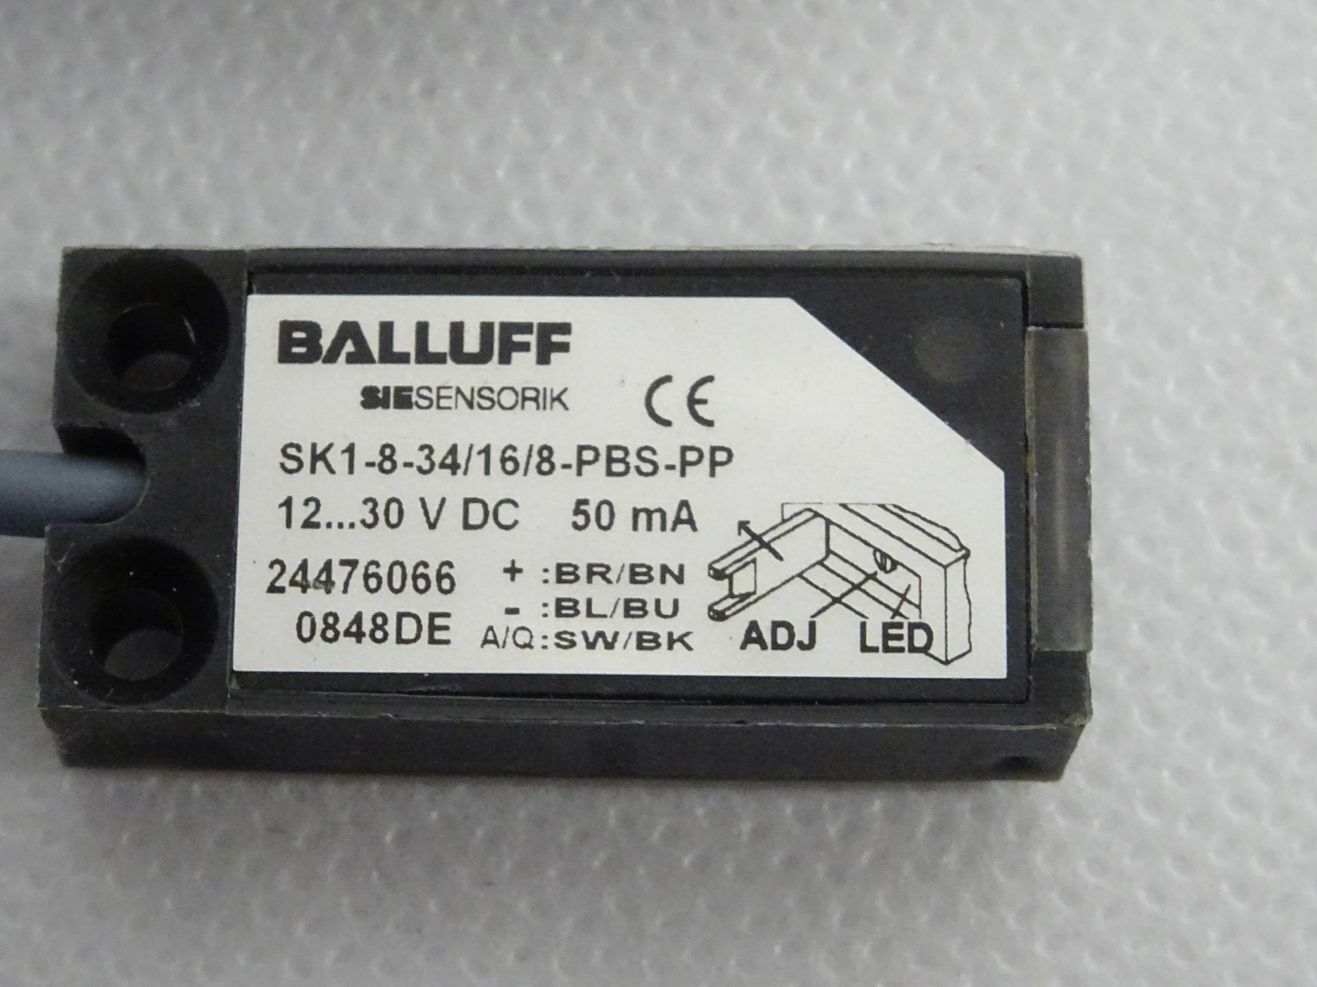 BALLUFF
SIESENSORIK CE
SK1-8-34/16/8-PBS-PP
12...30 V DC 50 mA
24476066 + :BR/BN
- :BL/BU
0848DE A/Q:SW/BK
ADJ LED